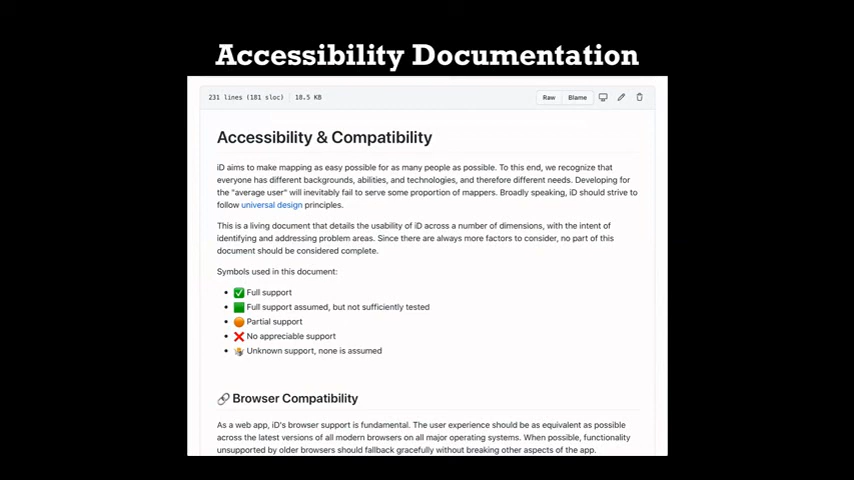 Accessibility Documentation
231 lines (181 sloc) 18.5 KB
Raw Blame
Accessibility & Compatibility
iD aims to make mapping as easy possible for as many people as possible. To this end, we recognize that
everyone has different backgrounds, abilities, and technologies, and therefore different needs. Developing for
the "average user" will inevitably fail to serve some proportion of mappers. Broadly speaking, iD should strive to
follow universal design principles.
This is a living document that details the usability of iD across a number of dimensions, with the intent of
identifying and addressing problem areas. Since there are always more factors to consider, no part of this
document should be considered complete.
Symbols used in this document:
Full support
Full support assumed, but not sufficiently tested
Partial support
No appreciable support
Unknown support, none is assumed
Browser Compatibility
As a web app, iD's browser support is fundamental. The user experience should be as equivalent as possible
across the latest versions of all modern browsers on all major operating systems. When possible, functionality
unsupported by older browsers should fallback gracefully without breaking other aspects of the app.